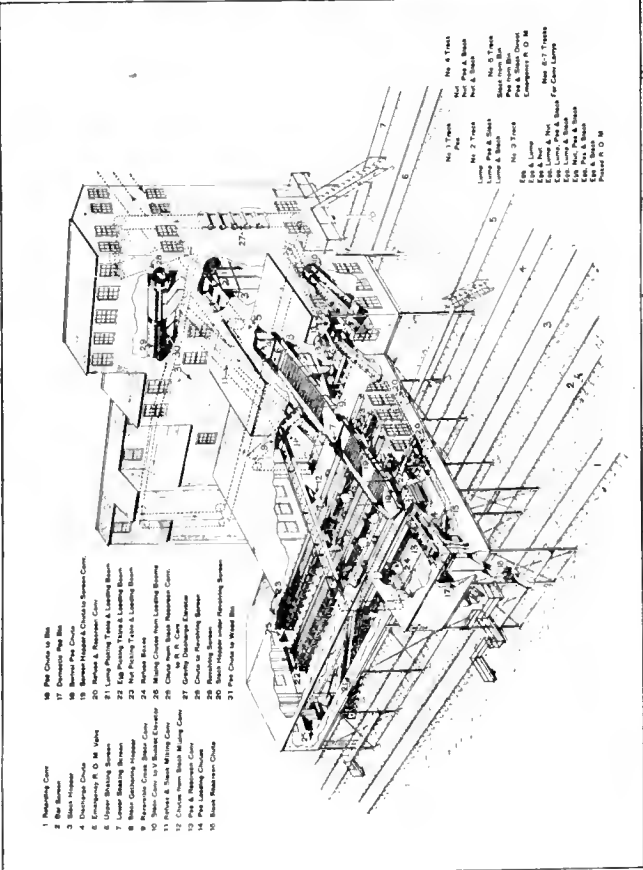 1 Retarding Conv
2 Bar Screen
3 Slack Hopper
4 Discharge Chute
5 Emergency R. O. M. Valve
6 Upper Shaking Screen
7 Lower Shaking Screen
8 Slack Gathering Hopper
9 Reversible Cross Slack Conv
10 Slack Conv. to V Bucket Elevator
11 Refuse & Slack Mixing Conv
12 Chutes from Slack Mixing Conv
13 Pea & Rescreen Conv
14 Pea Loading Chutes
15 Slack Rescreen Chute
16 Pea Chute to Bin
17 Domestic Pea Bin
18 Pea Chute
19 Screen Hopper & Chute to Screen Conv.
20 Refuse & Rescreen Conv
21 Lump Picking Table & Loading Boom
22 Egg Picking Table & Loading Boom
23 Nut Picking Table & Loading Boom
24 Refuse Boxes
25 Mixing Chutes from Loading Booms
26 Chute from Slack Rescreen Conv.
to R. R. Cars
27 Gravity Discharge Elevator
28 Chute to Revolving Screen
29 Revolving Screen
30 Slack Hopper under Revolving Screen
31 Pea Chute to Bin
No 1 Track
Pea
No 2 Track
Lump
Lump Pea & Slack
Lump & Slack
No 3 Track
Egg
Egg & Lump
Egg & Nut
Egg, Lump & Nut
Egg, Lump, Pea & Slack
Egg, Lump & Slack
Egg, Nut, Pea & Slack
Egg, Pea & Slack
Egg & Slack
Picked R. O. M.
No 4 Track
Nut
Nut Pea & Slack
Nut & Slack
No 5 Track
Slack from Bin
Pea from Bin
Pea & Slack Direct
Emergency R. O. M
Nos 6-7 Tracks
For Conv Larrys